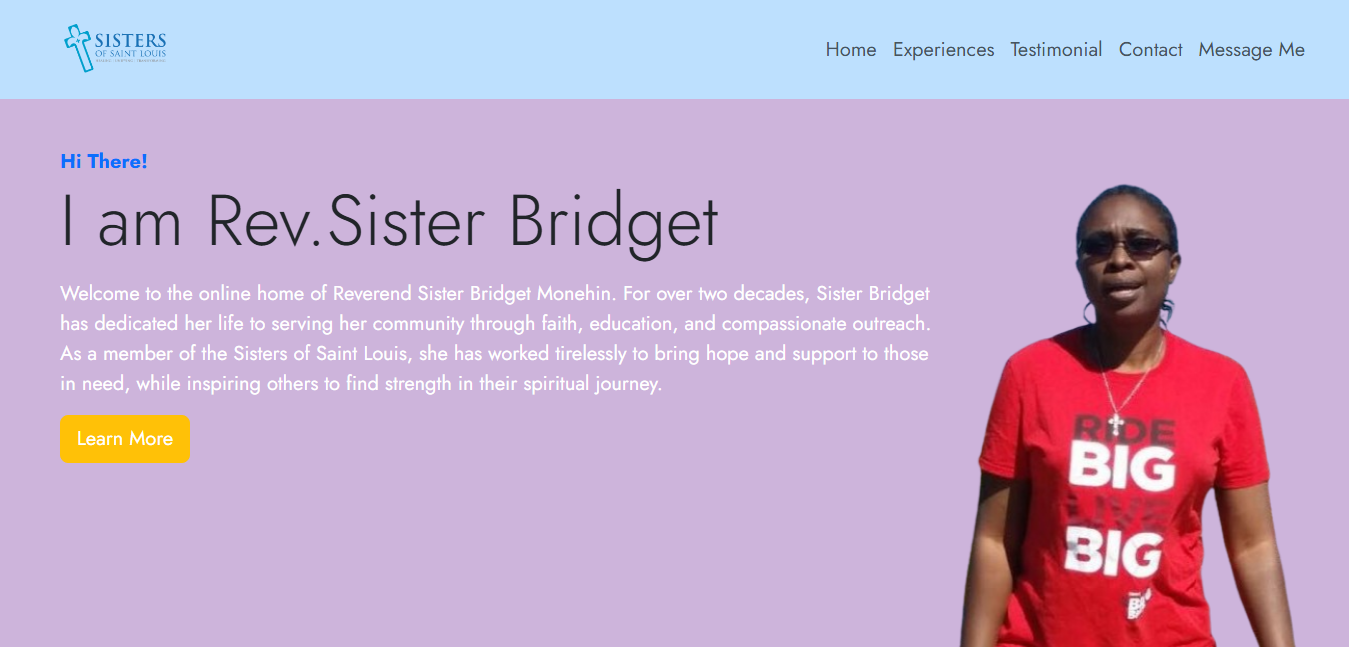 SISTERS
OF SAINT LOUIS
Home Experiences Testimonial Contact Message Me
Hi There!
I am Rev.Sister Bridget
Welcome to the online home of Reverend Sister Bridget Monehin. For over two decades, Sister Bridget
has dedicated her life to serving her community through faith, education, and compassionate outreach.
As a member of the Sisters of Saint Louis, she has worked tirelessly to bring hope and support to those
in need, while inspiring others to find strength in their spiritual journey.
Learn More
RIDE
BIG
LIVE
BIG